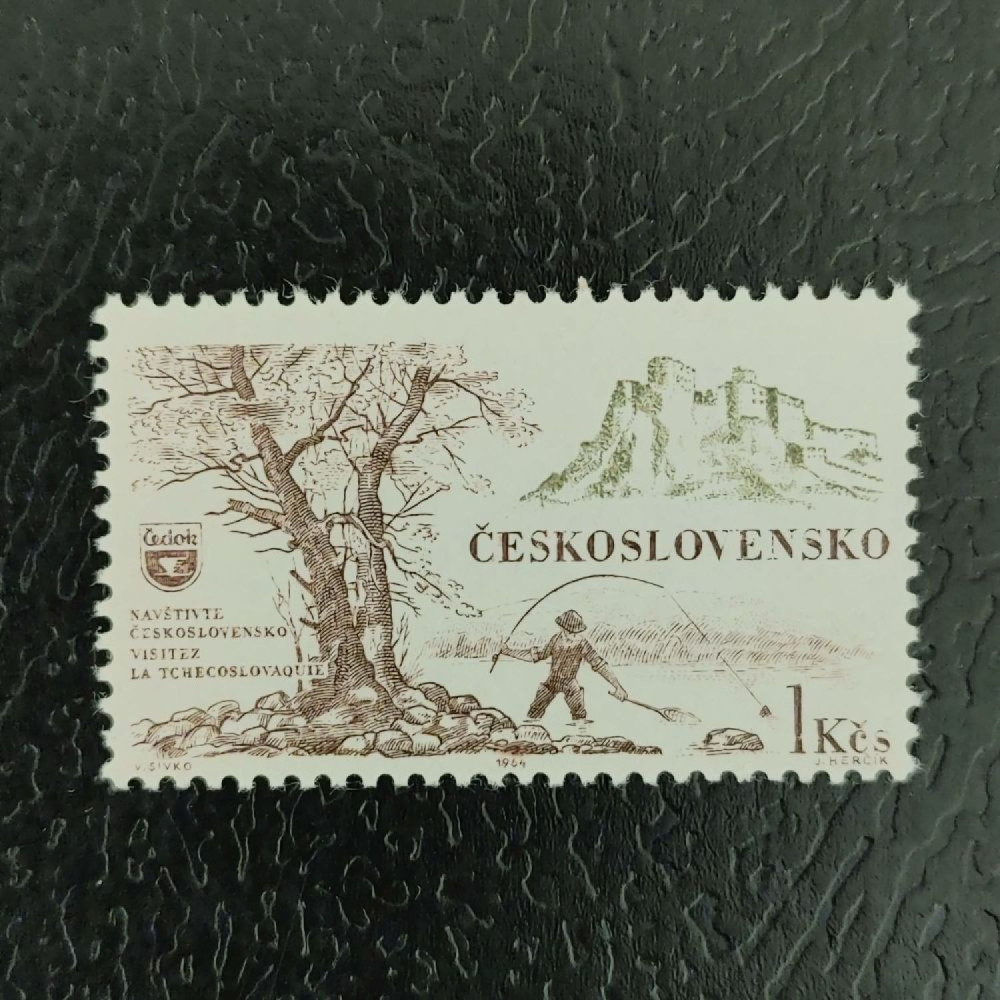 čedok
NAVŠTIVTE
ČESKOSLOVENSKO
VISITEZ
LA TCHECOSLOVAQUIE
ČESKOSLOVENSKO
1 Kčs
V. SIVKO
1964
J. HERČÍK